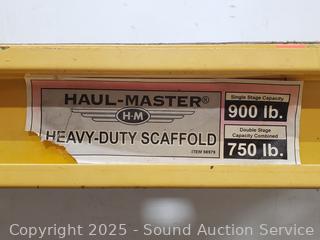 HAUL-MASTER®
H-M
HEAVY-DUTY SCAFFOLD
Single Stage Capacity
900 lb.
Double Stage
Capacity Combined
750 lb.
Copyright 2025 - Sound Auction Service